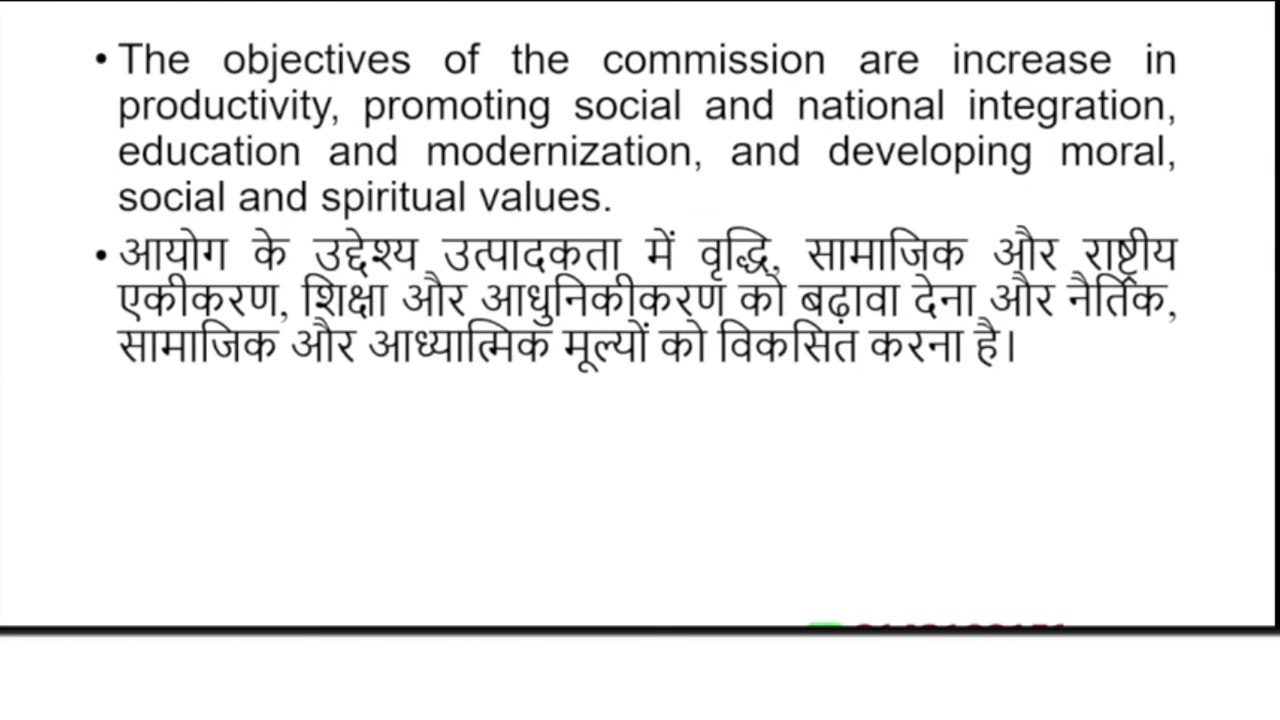 • The objectives of the commission are increase in
productivity, promoting social and national integration,
education and modernization, and developing moral,
social and spiritual values.
• आयोग के उद्देश्य उत्पादकता में वृद्धि, सामाजिक और राष्ट्रीय
एकीकरण, शिक्षा और आधुनिकीकरण को बढ़ावा देना और नैतिक,
सामाजिक और आध्यात्मिक मूल्यों को विकसित करना है।